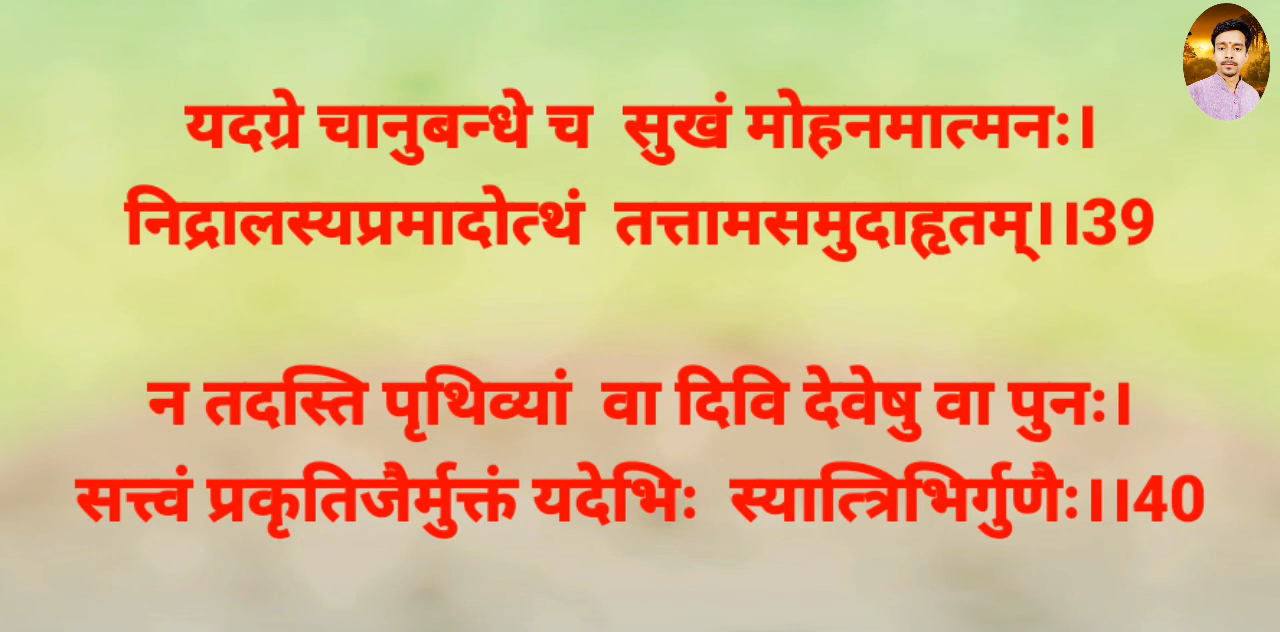 यदग्रे चानुबन्धे च सुखं मोहनमात्मनः।
निद्रालस्यप्रमादोत्थं तत्तामसमुदाहृतम्।।39
न तदस्ति पृथिव्यां वा दिवि देवेषु वा पुनः।
सत्त्वं प्रकृतिजैर्मुक्तं यदेभिः स्यात्त्रिभिर्गुणैः।।40